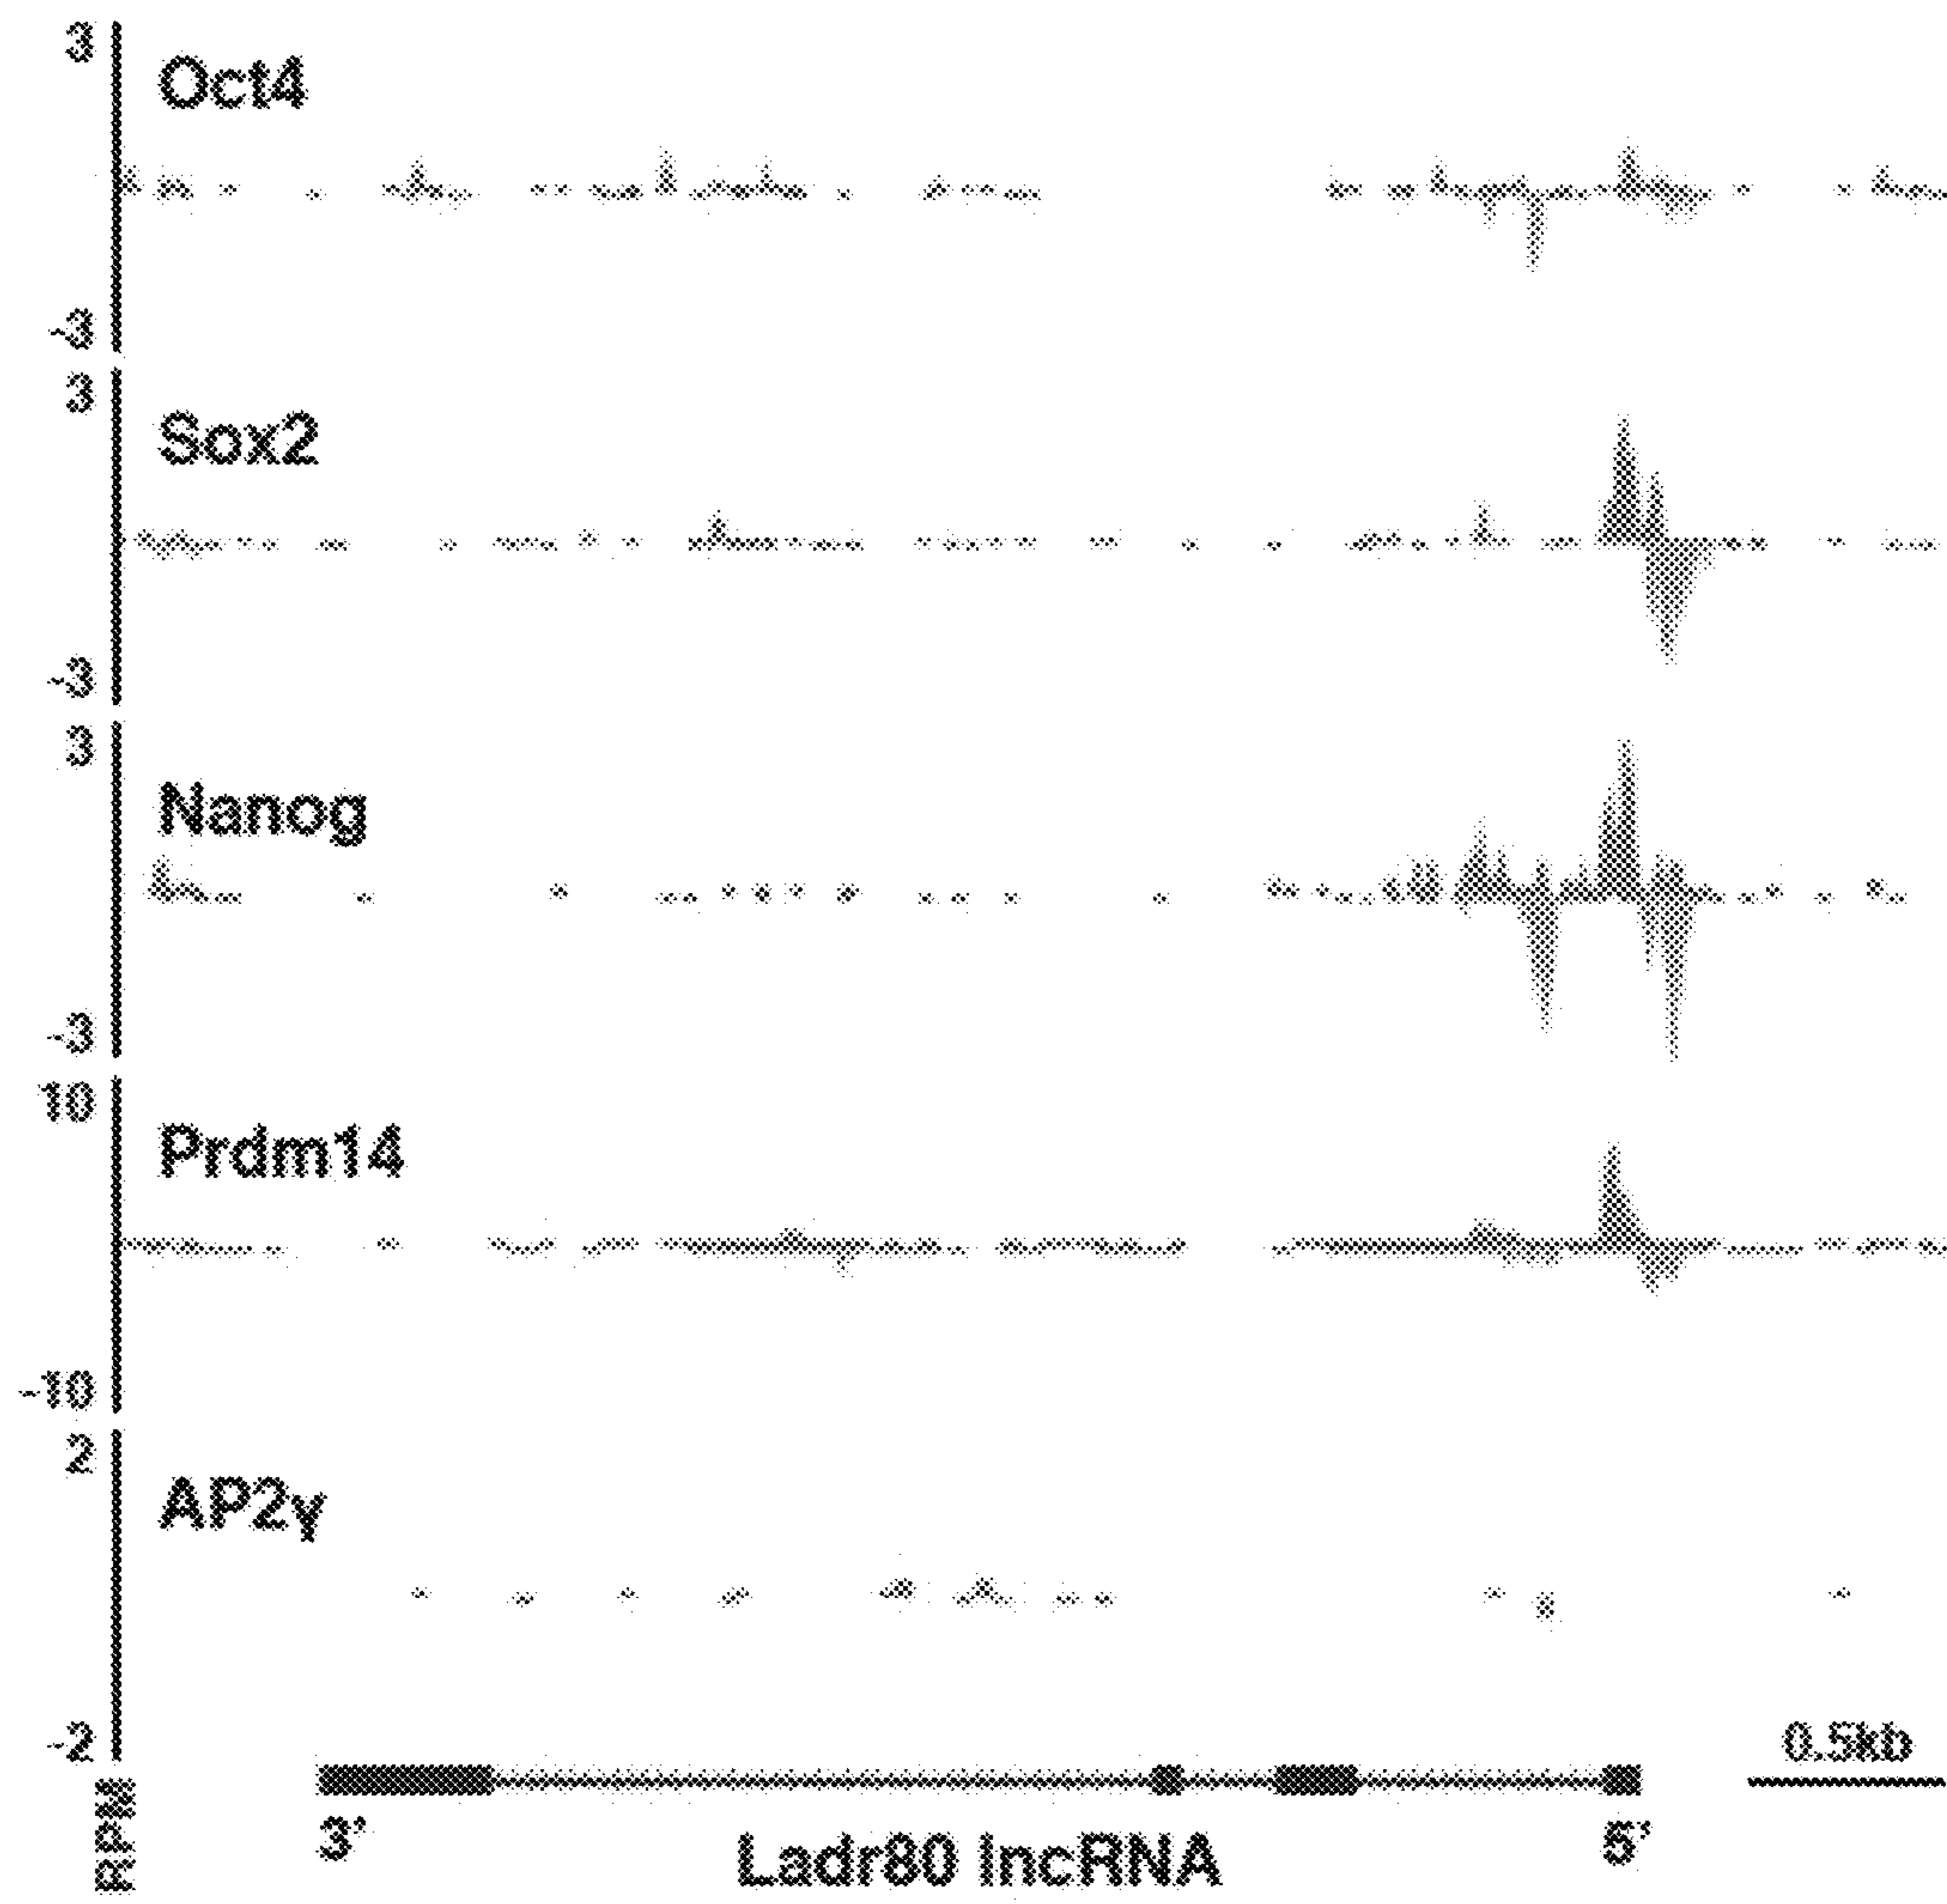 3
Oct4
-3
3
Sox2
-3
3
Nanog
-3
10
Prdm14
-10
2
AP2γ
-2
RPM
0.5kb
3’
Ladr80 lncRNA
5’